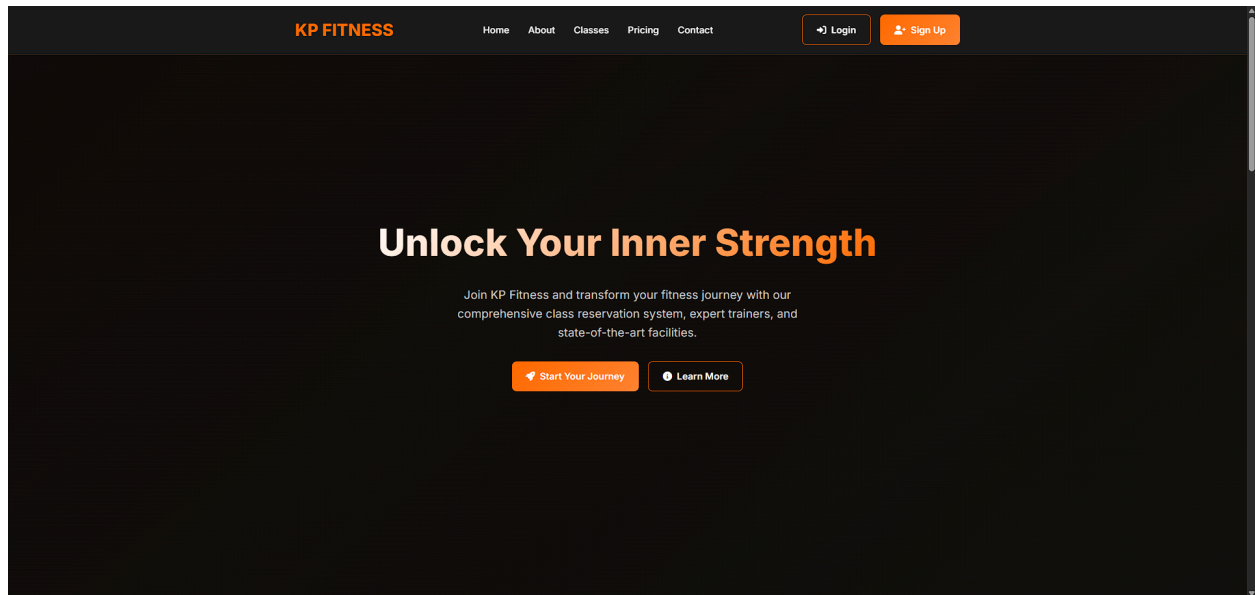 KP FITNESS
Home About Classes Pricing Contact
Login Sign Up
Unlock Your Inner Strength
Join KP Fitness and transform your fitness journey with our
comprehensive class reservation system, expert trainers, and
state-of-the-art facilities.
Start Your Journey Learn More